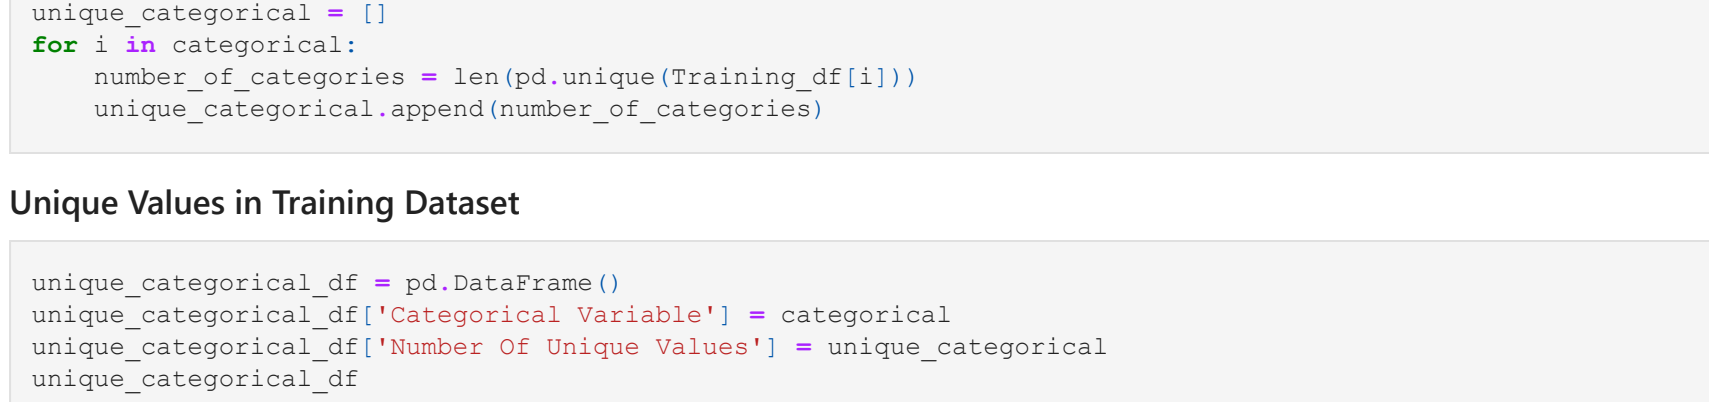 unique_categorical = []
for i in categorical:
    number_of_categories = len(pd.unique(Training_df[i]))
    unique_categorical.append(number_of_categories)
Unique Values in Training Dataset
unique_categorical_df = pd.DataFrame()
unique_categorical_df['Categorical Variable'] = categorical
unique_categorical_df['Number Of Unique Values'] = unique_categorical
unique_categorical_df